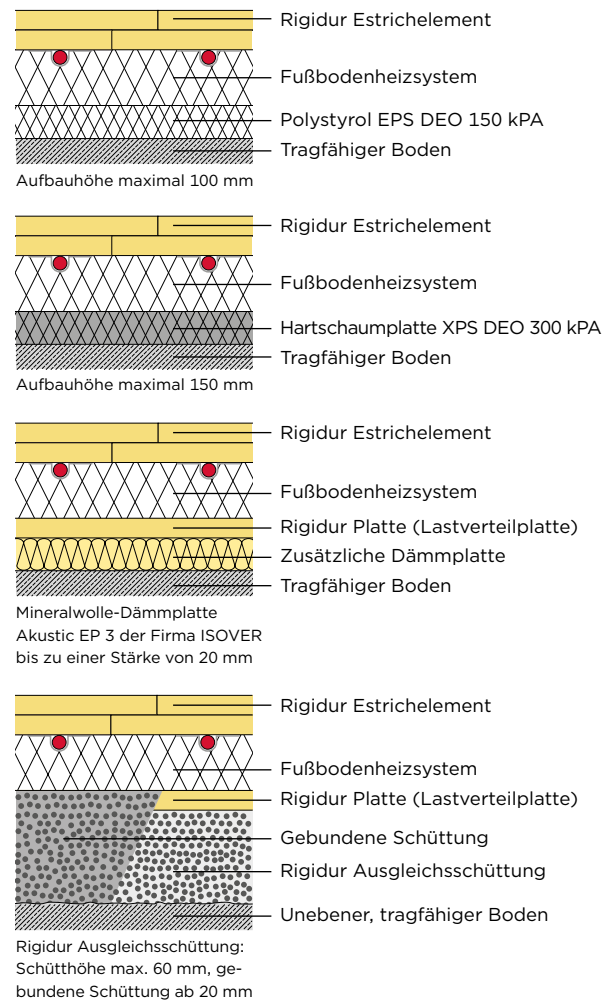 Rigidur Estrichelement
Fußbodenheizsystem
Polystyrol EPS DEO 150 kPA
Tragfähiger Boden
Aufbauhöhe maximal 100 mm
Rigidur Estrichelement
Fußbodenheizsystem
Hartschaumplatte XPS DEO 300 kPA
Tragfähiger Boden
Aufbauhöhe maximal 150 mm
Rigidur Estrichelement
Fußbodenheizsystem
Rigidur Platte (Lastverteilplatte)
Zusätzliche Dämmplatte
Tragfähiger Boden
Mineralwolle-Dämmplatte
Akustic EP 3 der Firma ISOVER
bis zu einer Stärke von 20 mm
Rigidur Estrichelement
Fußbodenheizsystem
Rigidur Platte (Lastverteilplatte)
Gebundene Schüttung
Rigidur Ausgleichsschüttung
Unebener, tragfähiger Boden
Rigidur Ausgleichsschüttung:
Schütthöhe max. 60 mm, ge-
bundene Schüttung ab 20 mm